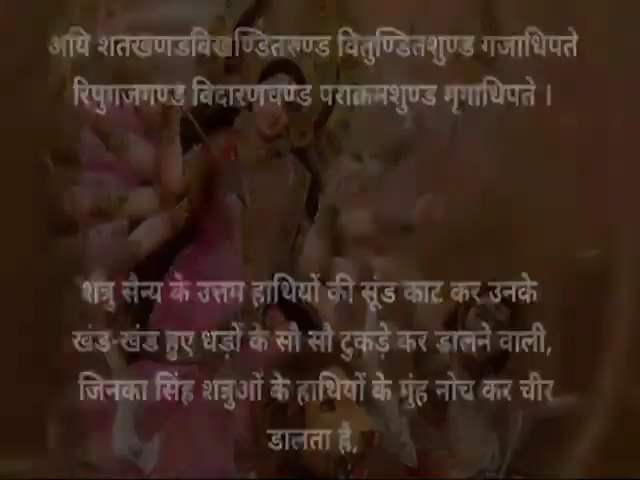 अयि शतखण्डविखण्डितरुण्ड वितुण्डितशुण्ड गजाधिपते
रिपुगजगण्ड विदारणचण्ड पराक्रमशुण्ड मृगाधिपते ।
शत्रु सैन्य के उत्तम हाथियों की सूंड काट कर उनके
खंड-खंड हुए धड़ों के सौ सौ टुकड़े कर डालने वाली,
जिनका सिंह शत्रुओं के हाथियों के मुंह नोच कर चीर
डालता है,